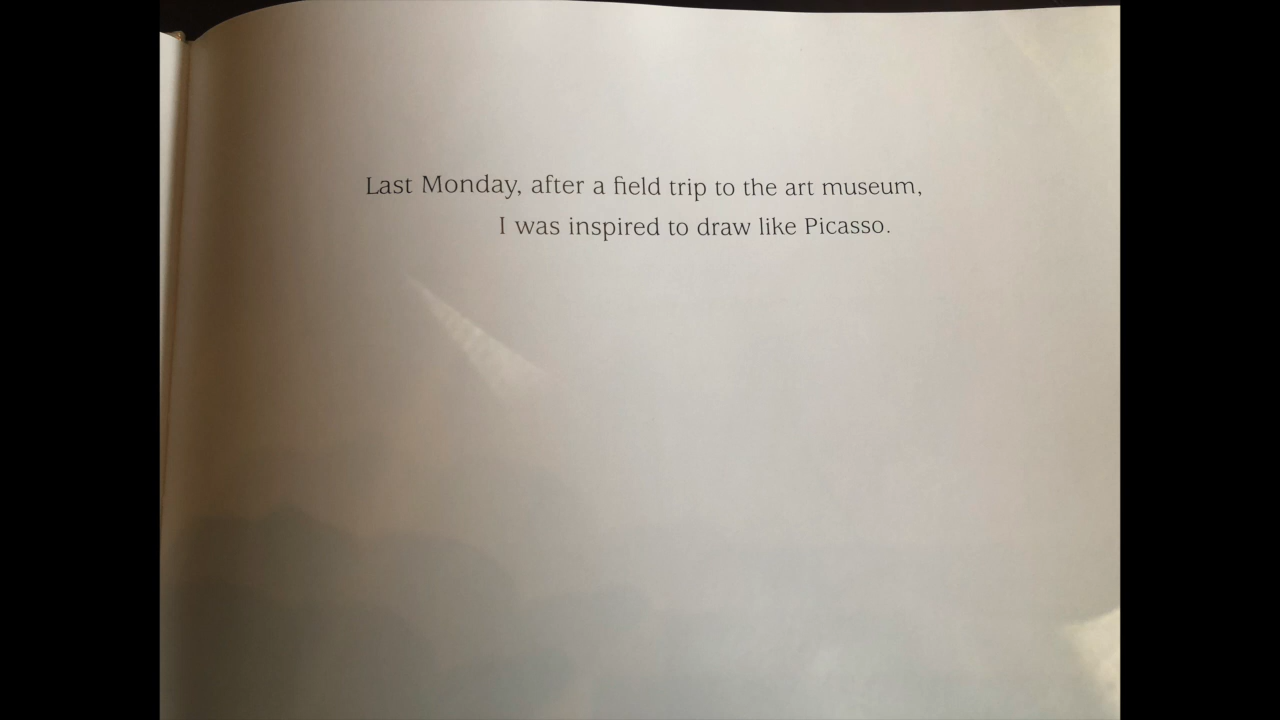 Last Monday, after a field trip to the art museum,
I was inspired to draw like Picasso.